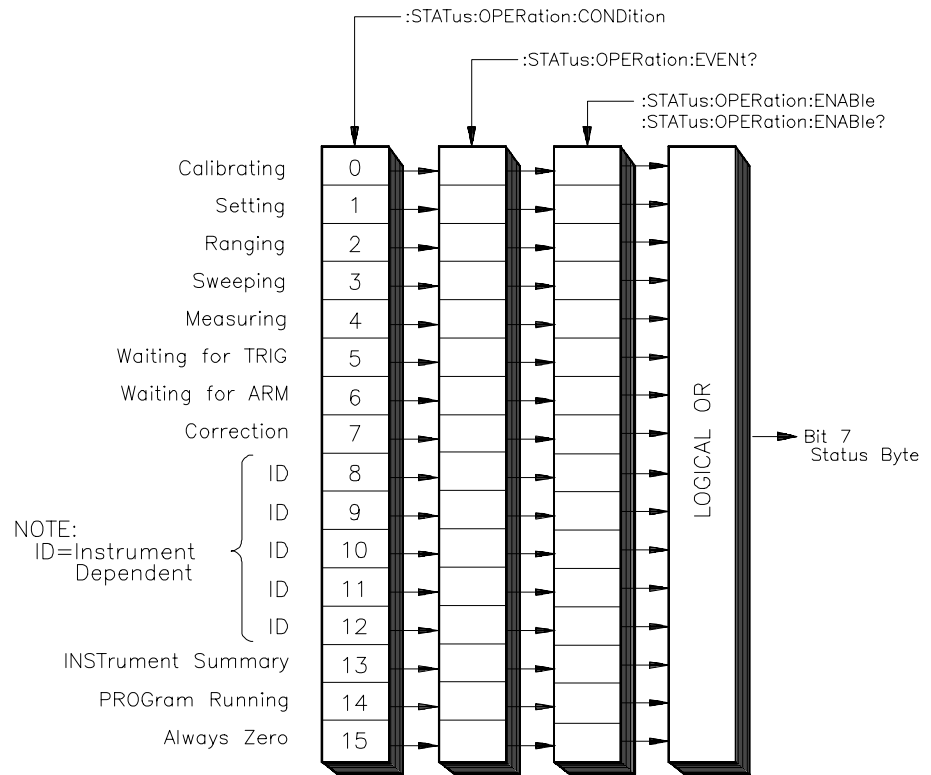 :STATus:OPERation:CONDition
:STATus:OPERation:EVENt?
:STATus:OPERation:ENABle
:STATus:OPERation:ENABle?
Calibrating 0
Setting 1
Ranging 2
Sweeping 3
Measuring 4
Waiting for TRIG 5
Waiting for ARM 6
Correction 7
ID 8
ID 9
ID 10
ID 11
ID 12
NOTE:
ID=Instrument
Dependent
INSTrument Summary 13
PROGram Running 14
Always Zero 15
LOGICAL OR
Bit 7
Status Byte